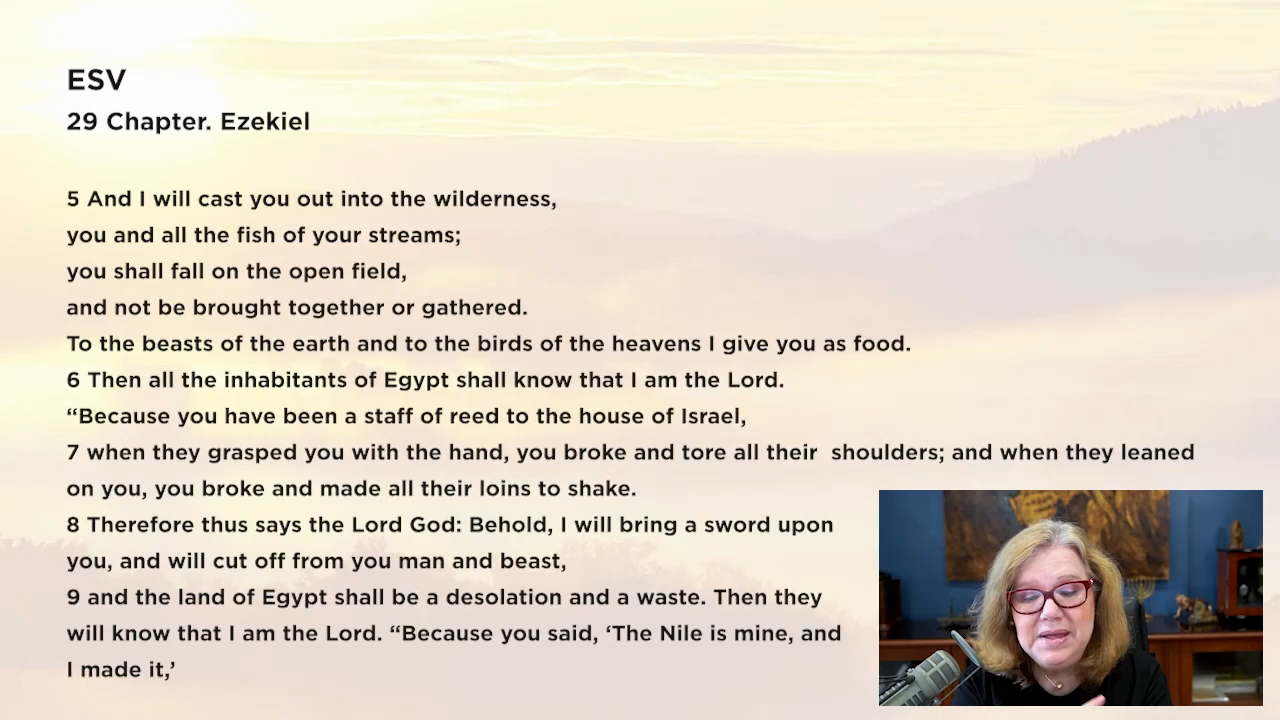 ESV
29 Chapter. Ezekiel
5 And I will cast you out into the wilderness,
you and all the fish of your streams;
you shall fall on the open field,
and not be brought together or gathered.
To the beasts of the earth and to the birds of the heavens I give you as food.
6 Then all the inhabitants of Egypt shall know that I am the Lord.
“Because you have been a staff of reed to the house of Israel,
7 when they grasped you with the hand, you broke and tore all their  shoulders; and when they leaned
on you, you broke and made all their loins to shake.
8 Therefore thus says the Lord God: Behold, I will bring a sword upon
you, and will cut off from you man and beast,
9 and the land of Egypt shall be a desolation and a waste. Then they
will know that I am the Lord. “Because you said, ‘The Nile is mine, and
I made it,’